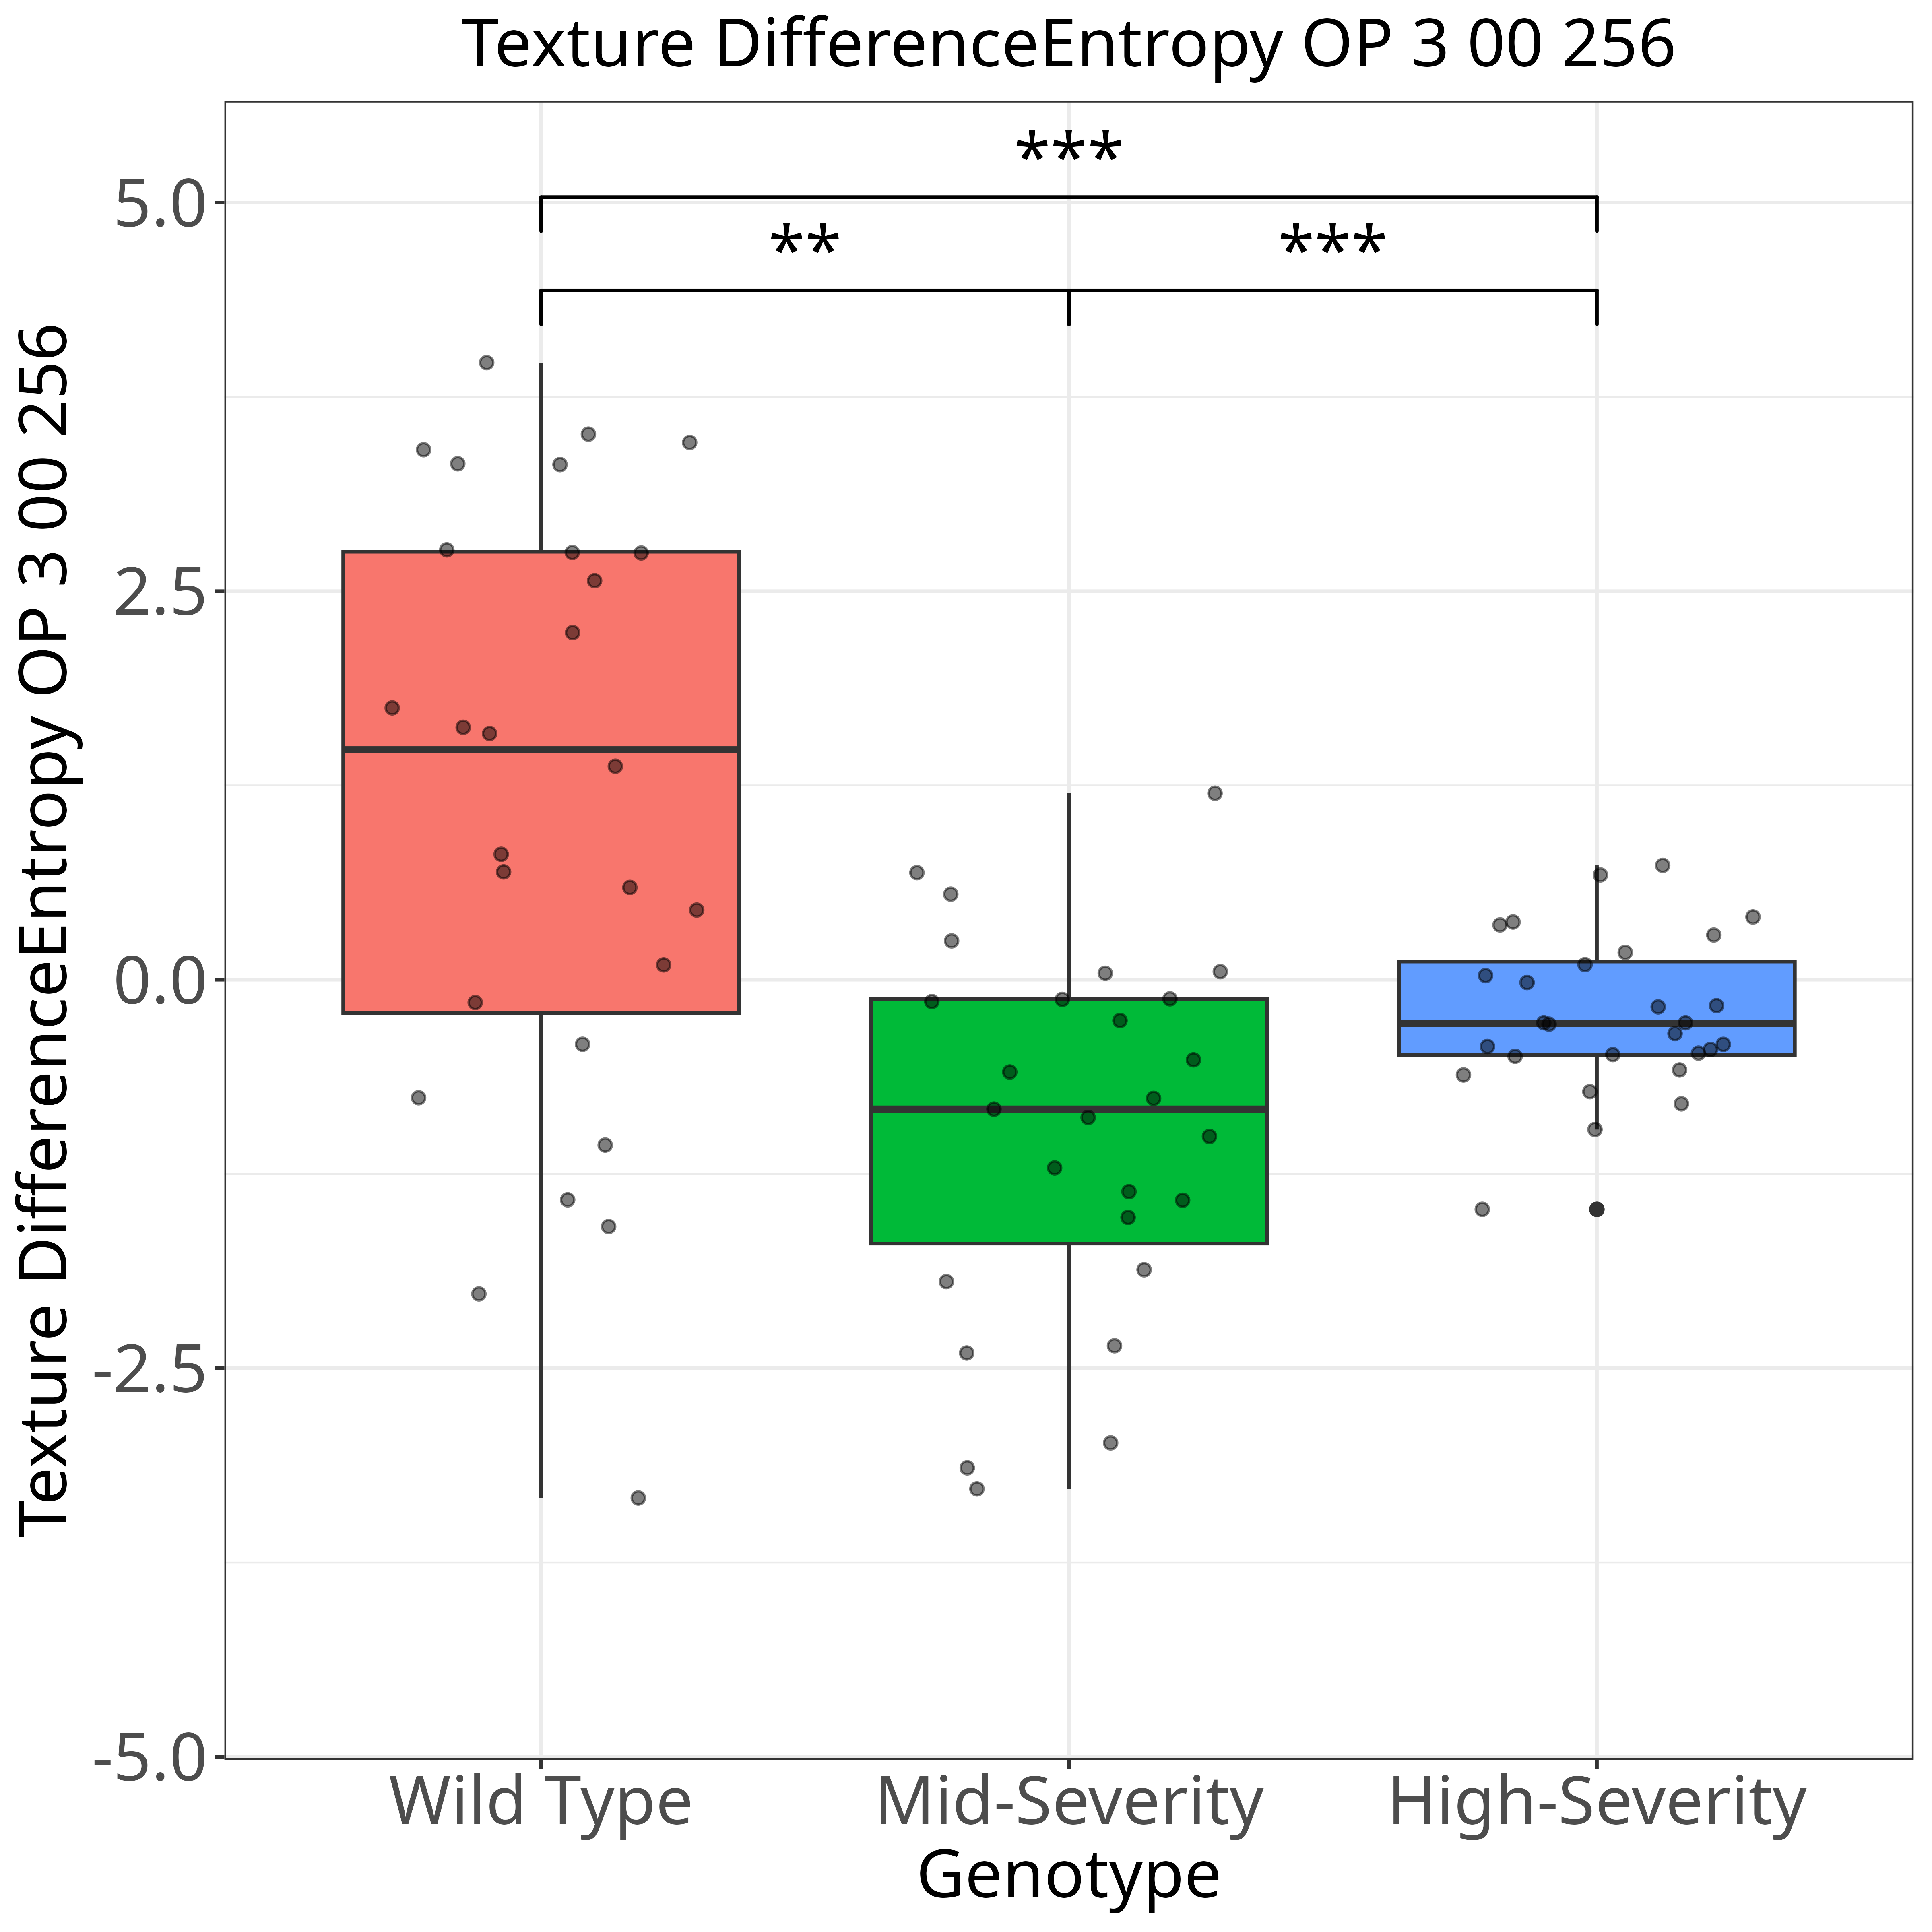 Texture DifferenceEntropy OP 3 00 256
***
**
***
5.0
2.5
0.0
-2.5
-5.0
Texture DifferenceEntropy OP 3 00 256
Wild Type
Mid-Severity
High-Severity
Genotype